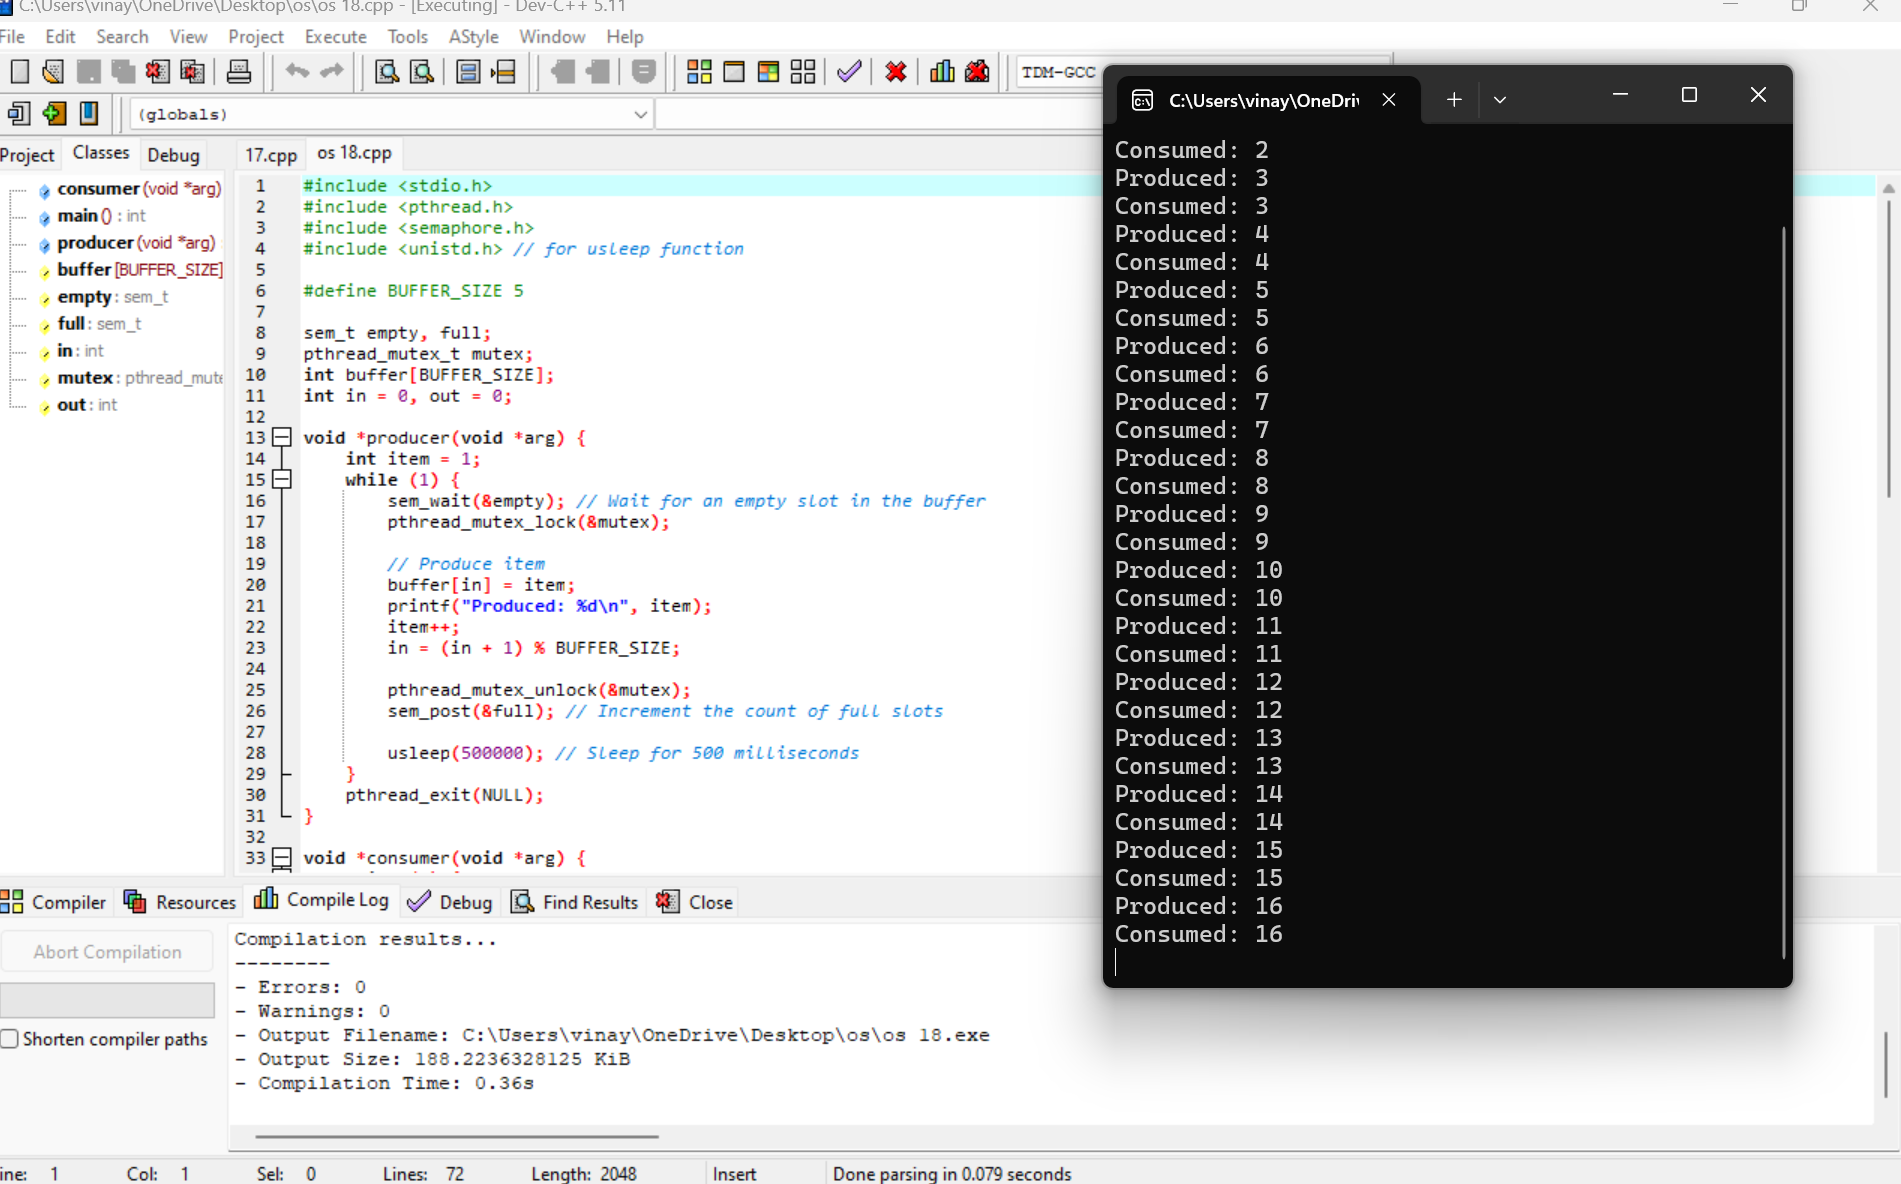 C:\Users\vinay\OneDrive\Desktop\os\os 18.cpp - [Executing] - Dev-C++ 5.11
File Edit Search View Project Execute Tools AStyle Window Help
TDM-GCC
(globals)
Project Classes Debug
17.cpp os 18.cpp
consumer (void *arg)
main () : int
producer (void *arg)
buffer [BUFFER_SIZE]
empty : sem_t
full : sem_t
in : int
mutex : pthread_mute
out : int
1 #include <stdio.h>
2 #include <pthread.h>
3 #include <semaphore.h>
4 #include <unistd.h> // for usleep function
5
6 #define BUFFER_SIZE 5
7
8 sem_t empty, full;
9 pthread_mutex_t mutex;
10 int buffer[BUFFER_SIZE];
11 int in = 0, out = 0;
12
13 void *producer(void *arg) {
14 int item = 1;
15 while (1) {
16 sem_wait(&empty); // Wait for an empty slot in the buffer
17 pthread_mutex_lock(&mutex);
18
19 // Produce item
20 buffer[in] = item;
21 printf("Produced: %d\n", item);
22 item++;
23 in = (in + 1) % BUFFER_SIZE;
24
25 pthread_mutex_unlock(&mutex);
26 sem_post(&full); // Increment the count of full slots
27
28 usleep(500000); // Sleep for 500 milliseconds
29 }
30 pthread_exit(NULL);
31 }
32
33 void *consumer(void *arg) {
C:\Users\vinay\OneDri
Consumed: 2
Produced: 3
Consumed: 3
Produced: 4
Consumed: 4
Produced: 5
Consumed: 5
Produced: 6
Consumed: 6
Produced: 7
Consumed: 7
Produced: 8
Consumed: 8
Produced: 9
Consumed: 9
Produced: 10
Consumed: 10
Produced: 11
Consumed: 11
Produced: 12
Consumed: 12
Produced: 13
Consumed: 13
Produced: 14
Consumed: 14
Produced: 15
Consumed: 15
Produced: 16
Consumed: 16
Compiler Resources Compile Log Debug Find Results Close
Abort Compilation
Shorten compiler paths
Compilation results...
--------
- Errors: 0
- Warnings: 0
- Output Filename: C:\Users\vinay\OneDrive\Desktop\os\os 18.exe
- Output Size: 188.2236328125 KiB
- Compilation Time: 0.36s
ine: 1 Col: 1 Sel: 0 Lines: 72 Length: 2048 Insert Done parsing in 0.079 seconds